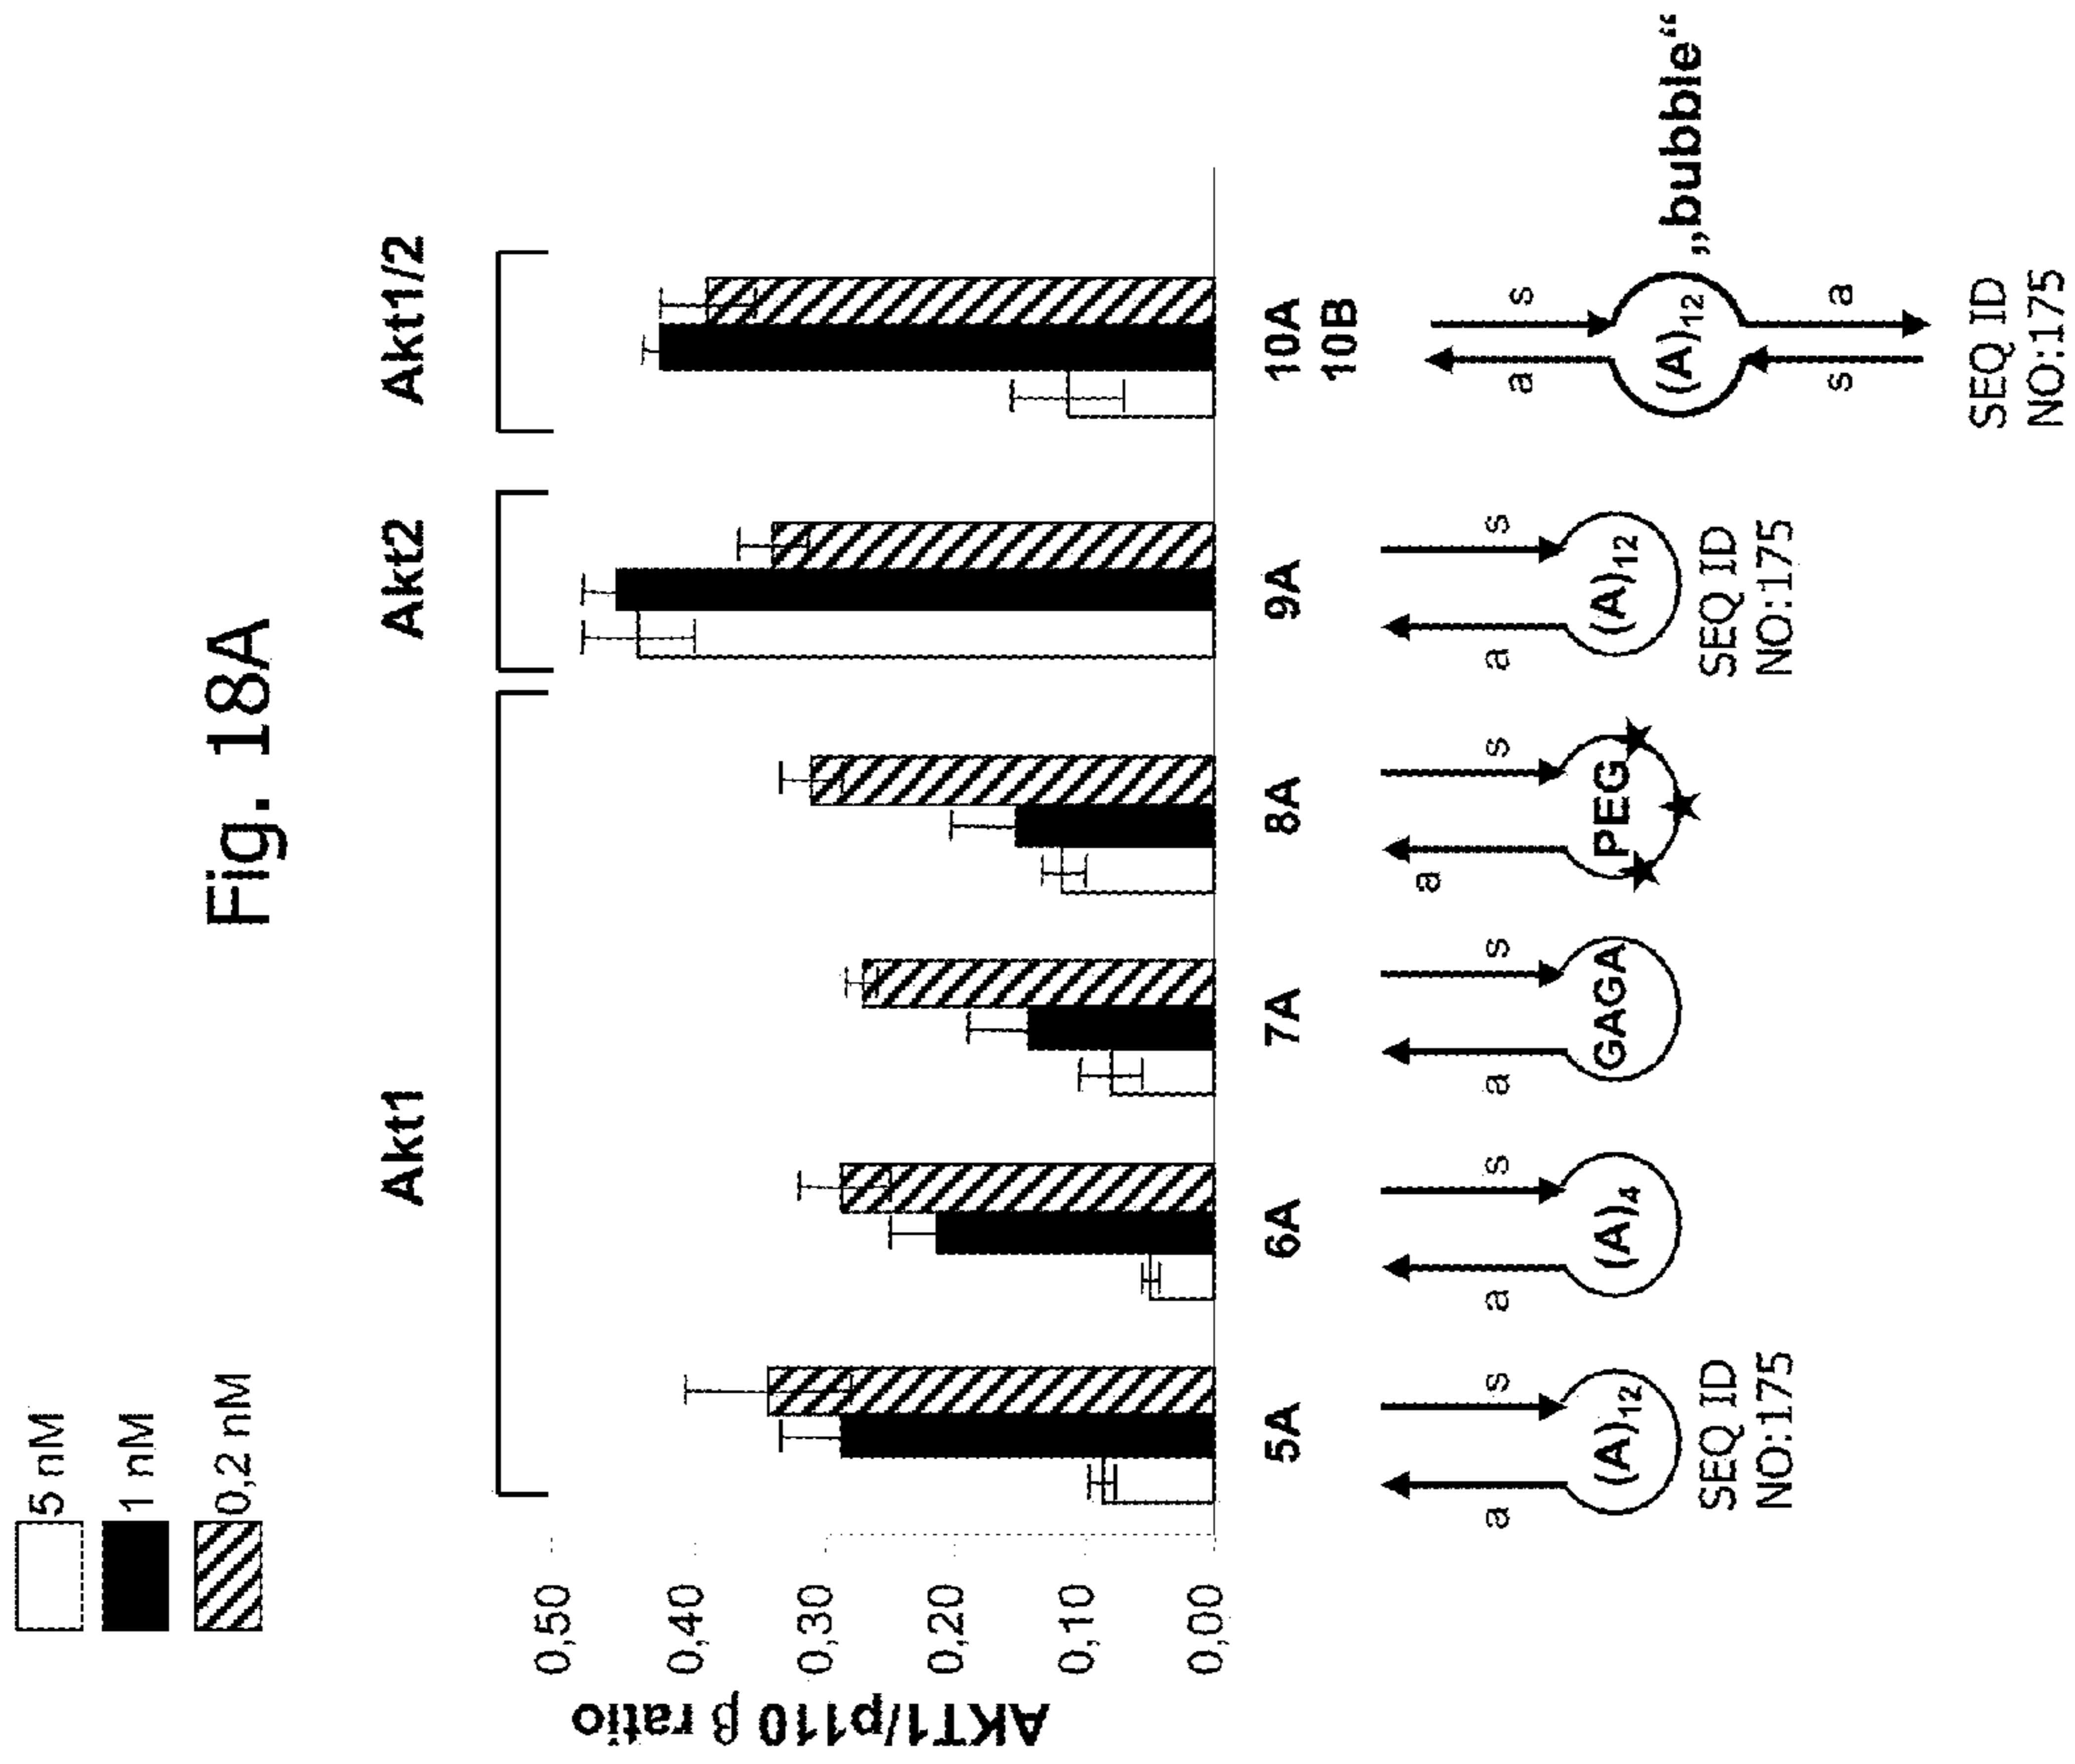 Fig. 18A
5 nM
1 nM
0,2 nM
Akt1
Akt2
Akt1/2
AKT1/p110 β ratio
0,50
0,40
0,30
0,20
0,10
0,00
5A
6A
7A
8A
9A
10A
10B
a
s
(A)12
SEQ ID
NO:175
a
s
(A)4
a
s
GAGA
a
s
PEG
a
s
(A)12
SEQ ID
NO:175
a
s
(A)12
„bubble“
s
a
SEQ ID
NO:175